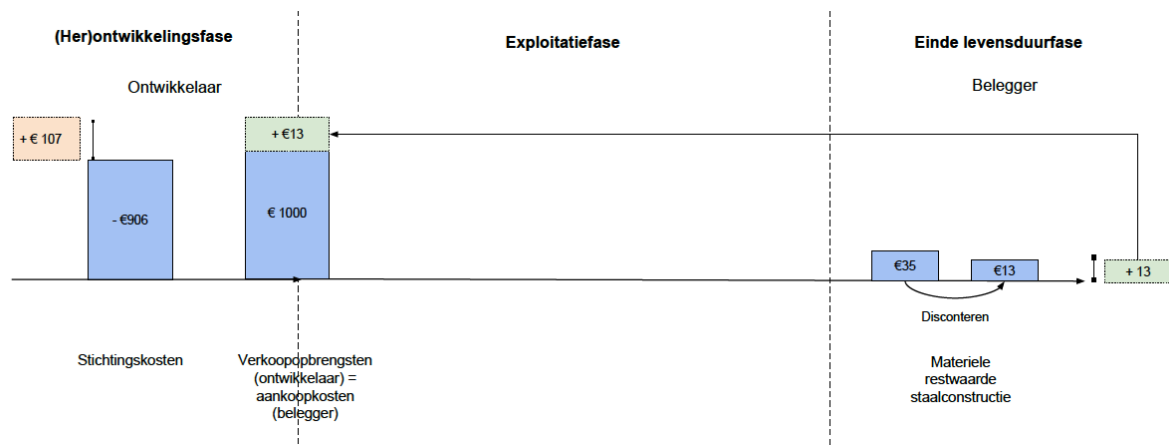 (Her)ontwikkelingsfase
Exploitatiefase
Einde levensduurfase
Ontwikkelaar
Belegger
+ € 107
+ €13
- €906
€ 1000
€35
€13
+ 13
Disconteren
Stichtingskosten
Verkoopopbrengsten
(ontwikkelaar) =
aankoopkosten
(belegger)
Materiele
restwaarde
staalconstructie